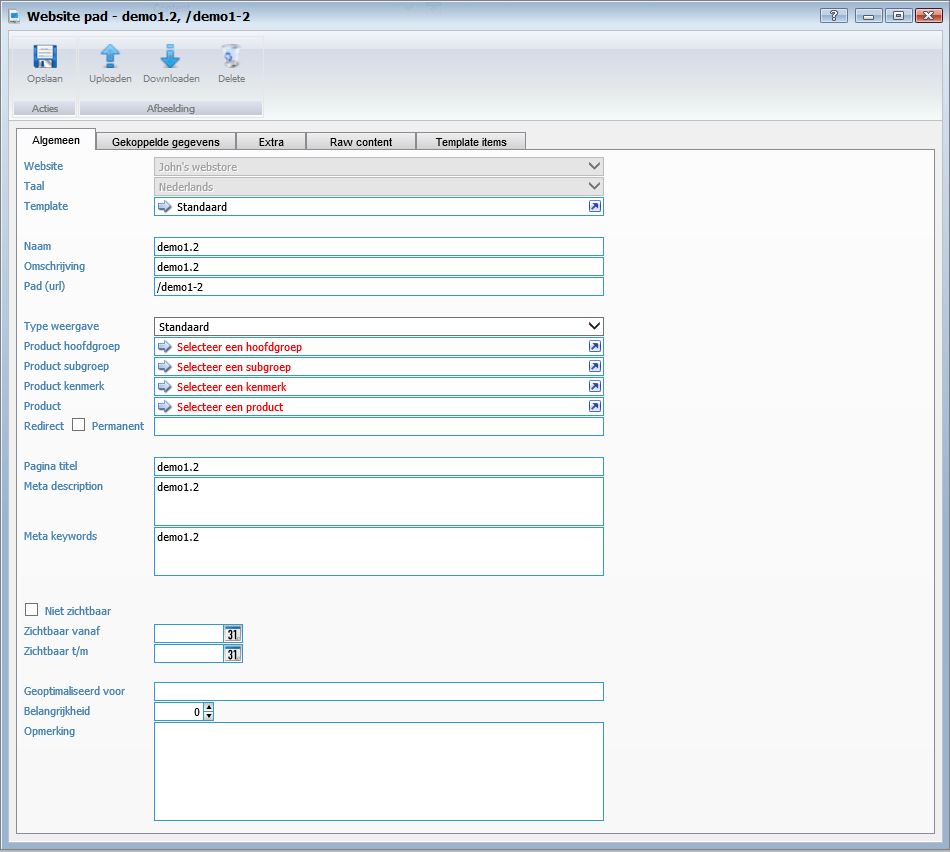 Website pad - demo1.2, /demo1-2
?
Opslaan Uploaden Downloaden Delete
Acties Afbeelding
Algemeen Gekoppelde gegevens Extra Raw content Template items
Website John's webstore
Taal Nederlands
Template Standaard
Naam demo1.2
Omschrijving demo1.2
Pad (url) /demo1-2
Type weergave Standaard
Product hoofdgroep Selecteer een hoofdgroep
Product subgroep Selecteer een subgroep
Product kenmerk Selecteer een kenmerk
Product Selecteer een product
Redirect Permanent
Pagina titel demo1.2
Meta description demo1.2
Meta keywords demo1.2
Niet zichtbaar
Zichtbaar vanaf 31
Zichtbaar t/m 31
Geoptimaliseerd voor
Belangrijkheid 0
Opmerking